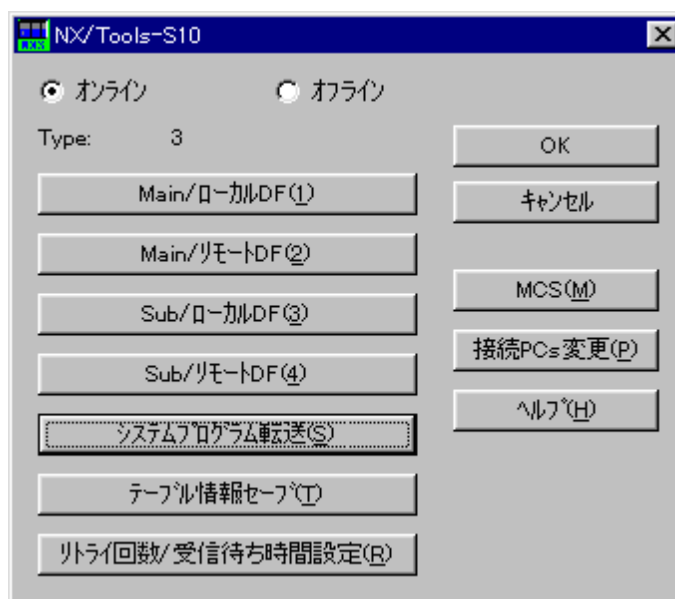 NX/Tools-S10
オンライン オフライン
Type: 3
OK
Main/ローカルDF(1)
キャンセル
Main/リモートDF(2)
MCS(M)
Sub/ローカルDF(3)
接続PCs変更(P)
Sub/リモートDF(4)
ヘルプ(H)
システムプログラム転送(S)
テーブル情報セーブ(T)
リトライ回数/受信待ち時間設定(R)